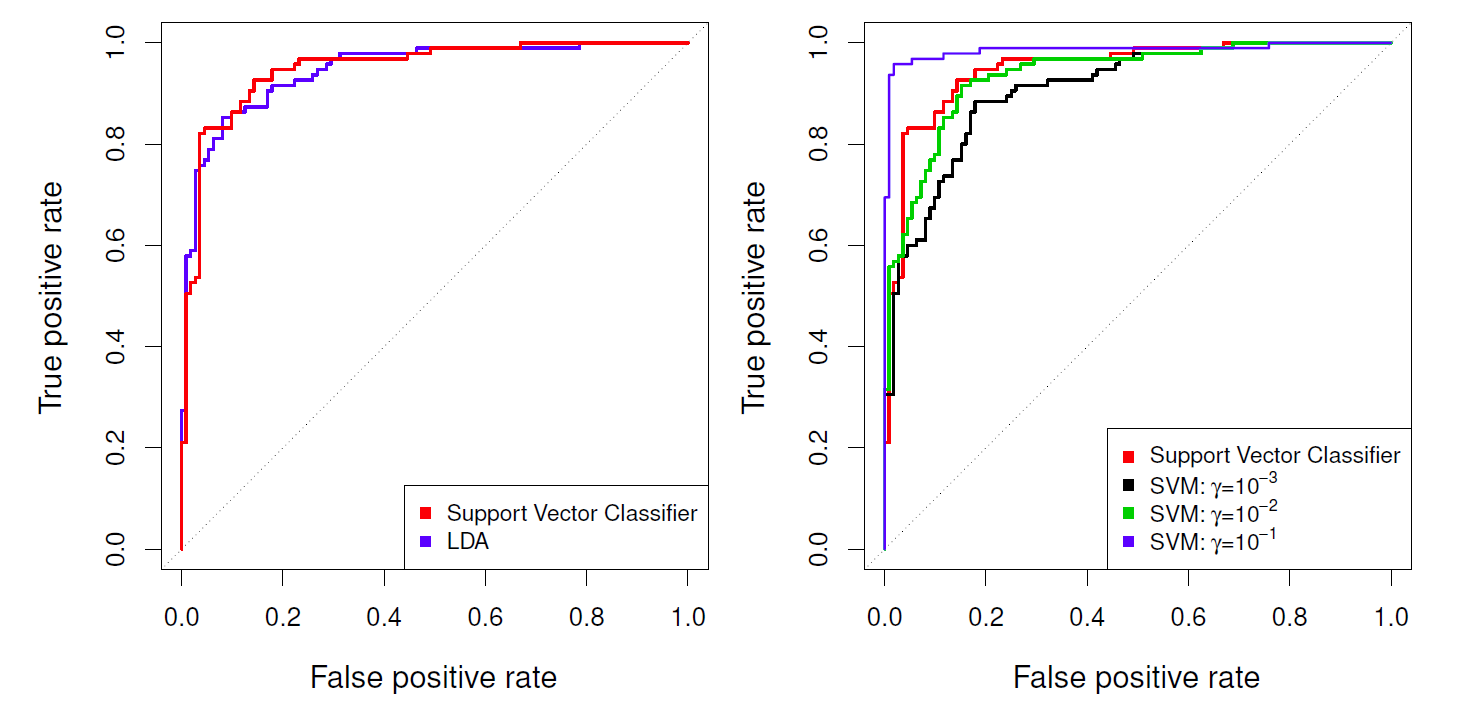 True positive rate
1.0
0.8
0.6
0.4
0.2
0.0
Support Vector Classifier
LDA
0.0 0.2 0.4 0.6 0.8 1.0
False positive rate
True positive rate
1.0
0.8
0.6
0.4
0.2
0.0
Support Vector Classifier
SVM: γ=10⁻³
SVM: γ=10⁻²
SVM: γ=10⁻¹
0.0 0.2 0.4 0.6 0.8 1.0
False positive rate